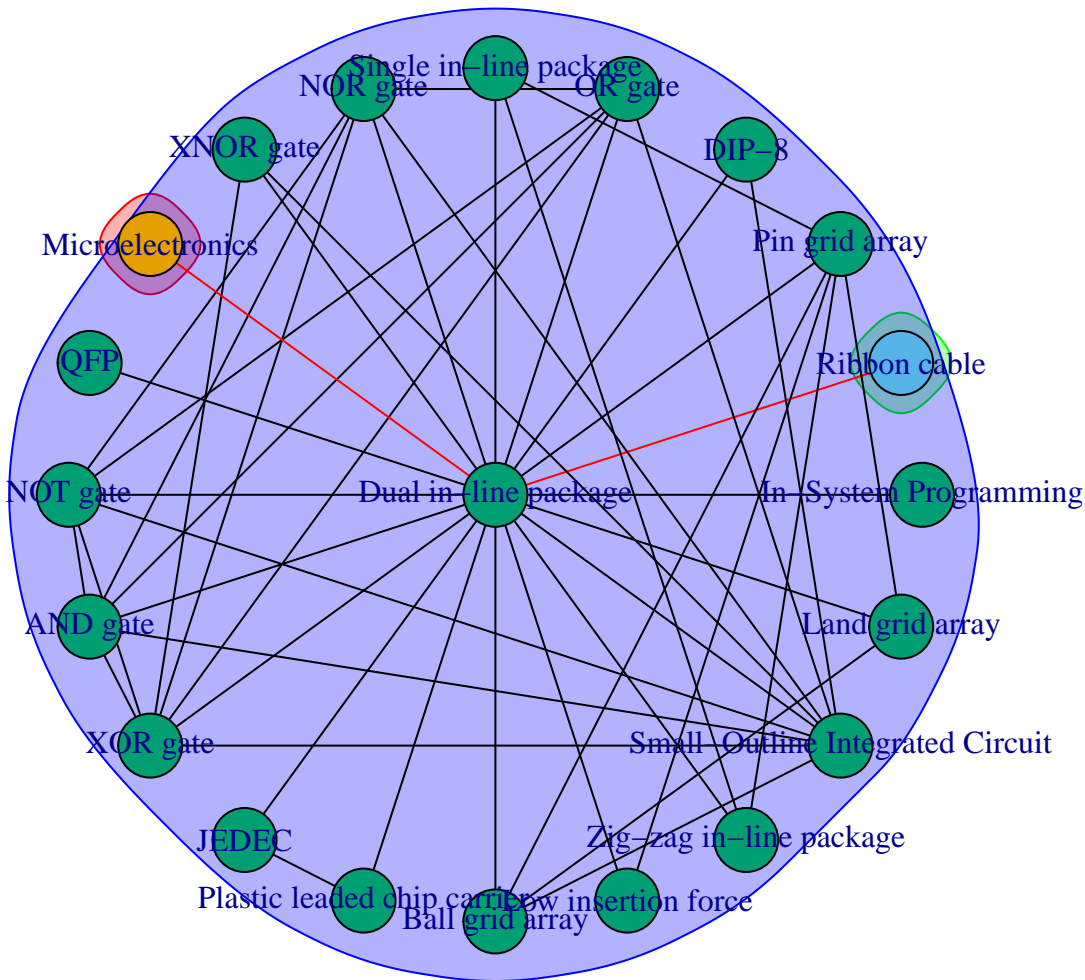 Single in−line package
NOR gate
OR gate
XNOR gate
DIP−8
Microelectronics
Pin grid array
QFP
Ribbon cable
NOT gate
Dual in−line package
In−System Programming
AND gate
Land grid array
XOR gate
Small−Outline Integrated Circuit
JEDEC
Zig−zag in−line package
Plastic leaded chip carrier
Low insertion force
Ball grid array